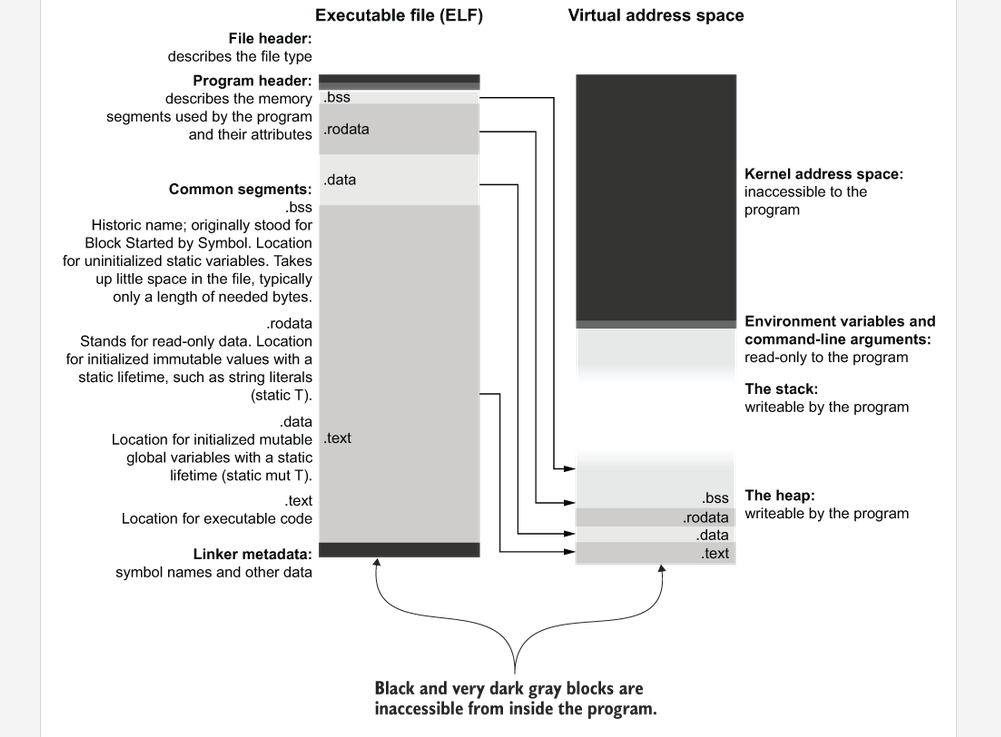 Executable file (ELF)
Virtual address space
File header:
describes the file type
Program header:
describes the memory
segments used by the program
and their attributes
Common segments:
.bss
Historic name; originally stood for
Block Started by Symbol. Location
for uninitialized static variables. Takes
up little space in the file, typically
only a length of needed bytes.
.rodata
Stands for read-only data. Location
for initialized immutable values with a
static lifetime, such as string literals
(static T).
.data
Location for initialized mutable
global variables with a static
lifetime (static mut T).
.text
Location for executable code
Linker metadata:
symbol names and other data
.bss
.rodata
.data
.text
.bss
.rodata
.data
.text
Kernel address space:
inaccessible to the
program
Environment variables and
command-line arguments:
read-only to the program
The stack:
writeable by the program
The heap:
writeable by the program
Black and very dark gray blocks are
inaccessible from inside the program.